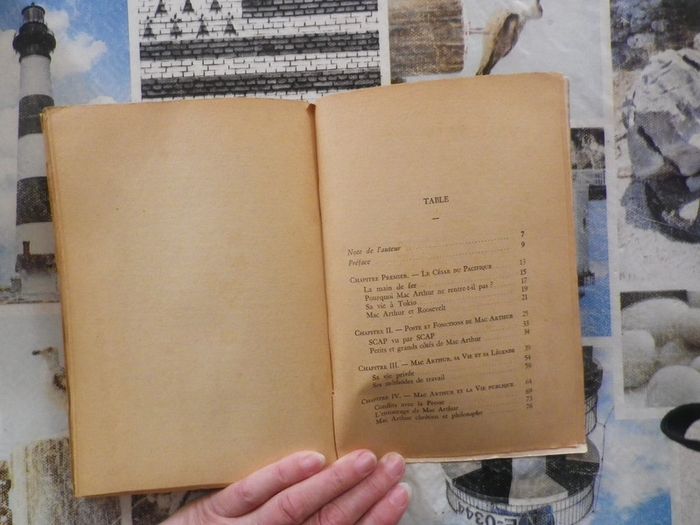 TABLE
Note de l'auteur 7
Préface 9
CHAPITRE PREMIER. — LE CÉSAR DU PACIFIQUE 13
La main de fer 15
Pourquoi Mac Arthur ne rentre-t-il pas ? 17
Sa vie à Tokio 19
Mac Arthur et Roosevelt 21
CHAPITRE II. — POSTE ET FONCTIONS DE MAC ARTHUR 25
SCAP vu par SCAP 33
Petits et grands côtés de Mac Arthur 34
CHAPITRE III. — MAC ARTHUR, SA VIE ET SA LÉGENDE 39
Sa vie privée 54
Ses méthodes de travail 59
CHAPITRE IV. — MAC ARTHUR ET LA VIE PUBLIQUE 64
Conflits avec la Presse 69
L'entourage de Mac Arthur 73
Mac Arthur chrétien et philosophe 78
E-0344